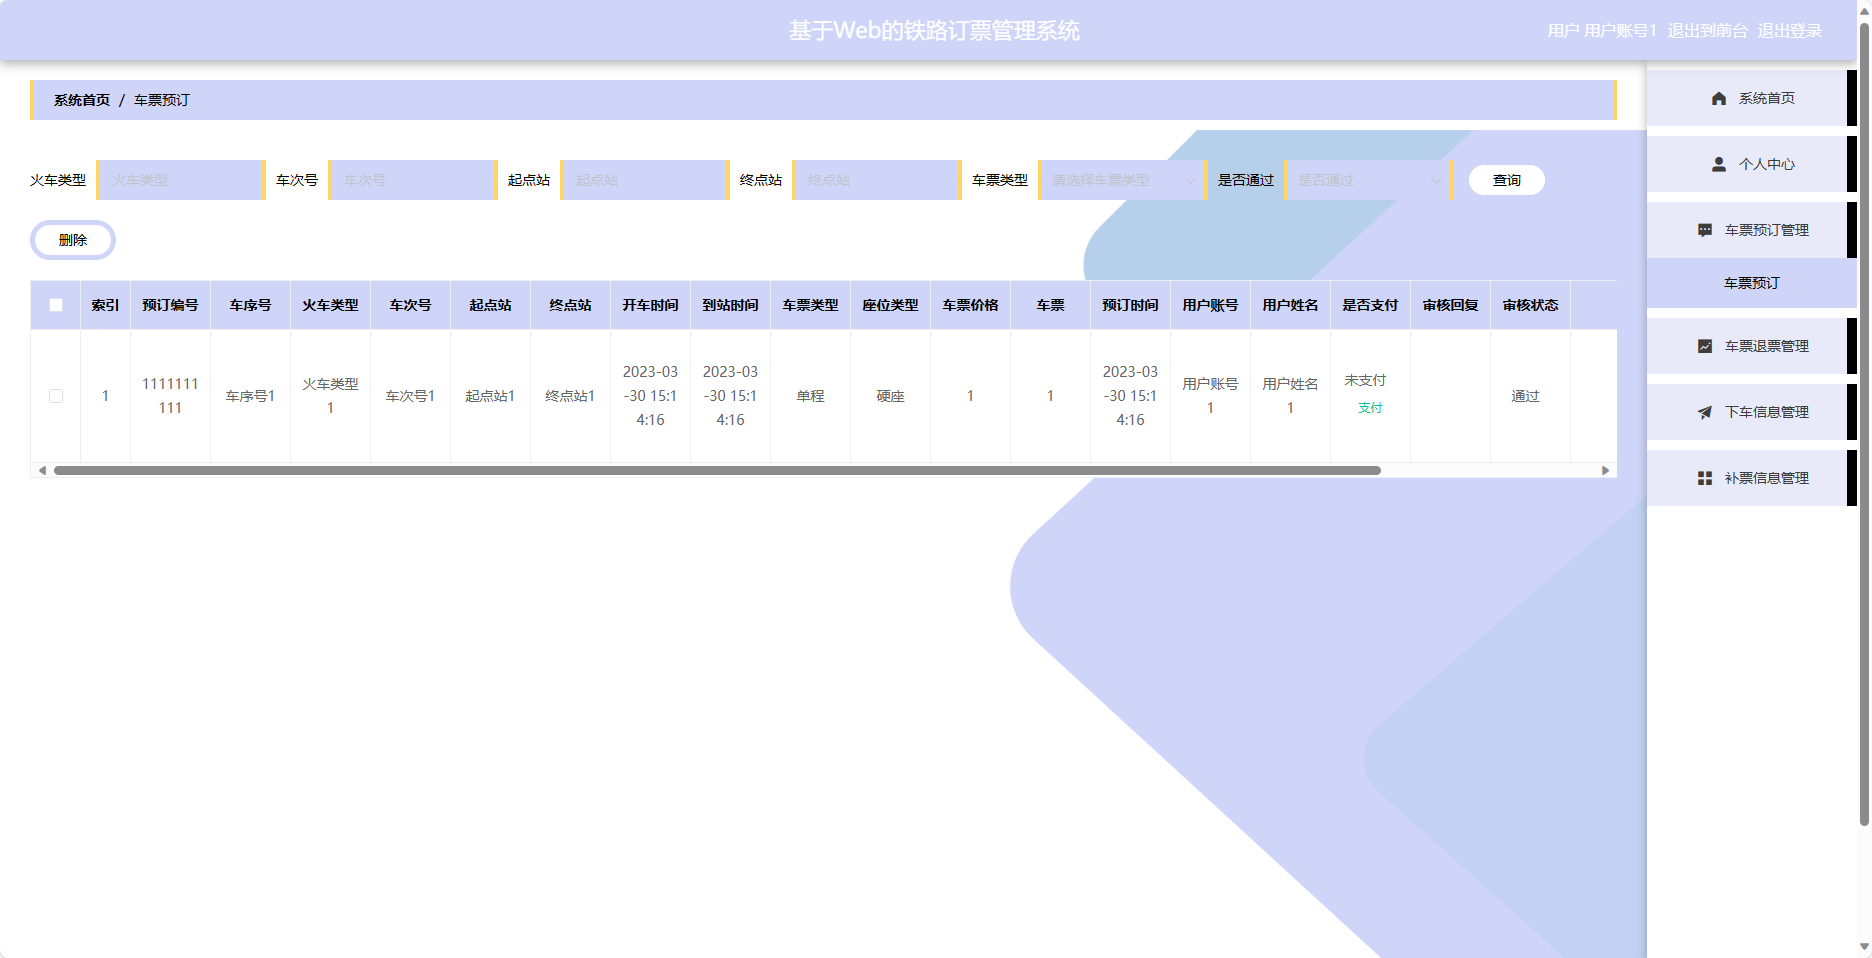 基于Web的铁路订票管理系统
用户 用户账号1 退出到前台 退出登录
系统首页 / 车票预订
火车类型 火车类型 车次号 车次号 起点站 起点站 终点站 终点站 车票类型 请选择车票类型 是否通过 是否通过 查询
删除
索引 预订编号 车序号 火车类型 车次号 起点站 终点站 开车时间 到站时间 车票类型 座位类型 车票价格 车票 预订时间 用户账号 用户姓名 是否支付 审核回复 审核状态
1 1111111111 车序号1 火车类型1 车次号1 起点站1 终点站1 2023-03-30 15:14:16 2023-03-30 15:14:16 单程 硬座 1 1 2023-03-30 15:14:16 用户账号1 用户姓名1 未支付 支付 通过
系统首页
个人中心
车票预订管理
车票预订
车票退票管理
下车信息管理
补票信息管理